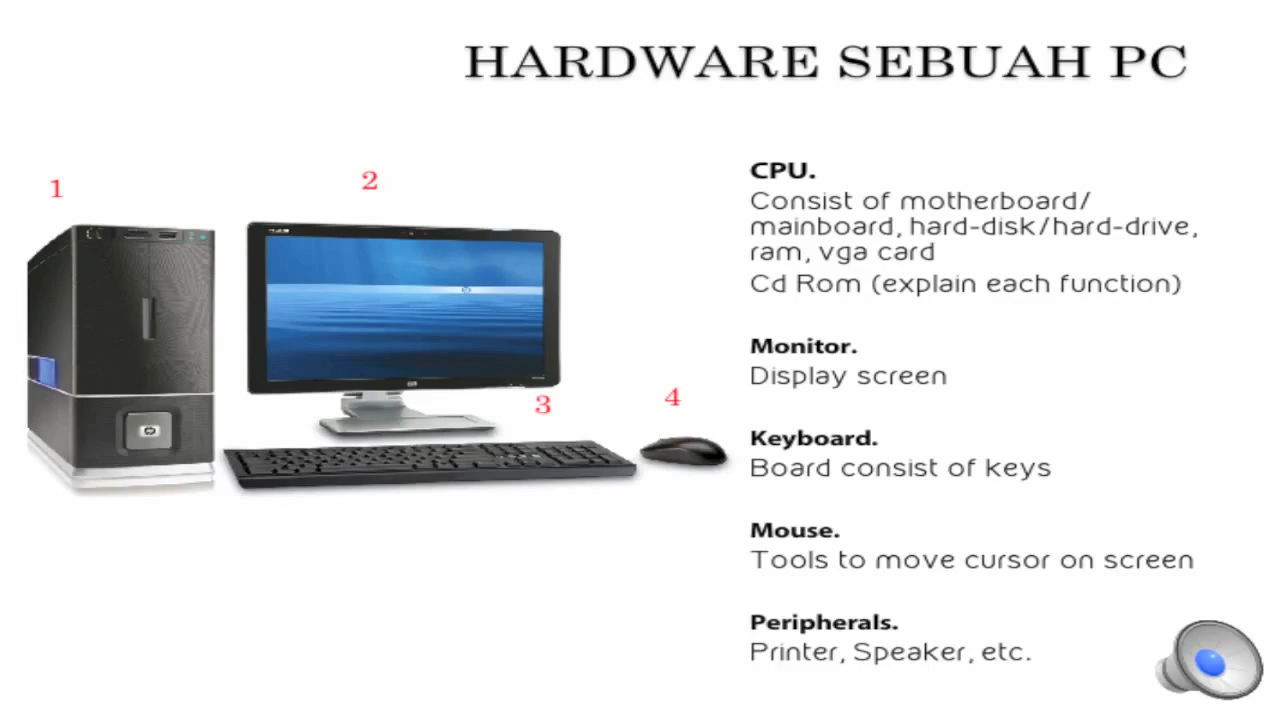 HARDWARE SEBUAH PC
1
2
3
4
CPU.
Consist of motherboard/
mainboard, hard-disk/hard-drive,
ram, vga card
Cd Rom (explain each function)
Monitor.
Display screen
Keyboard.
Board consist of keys
Mouse.
Tools to move cursor on screen
Peripherals.
Printer, Speaker, etc.